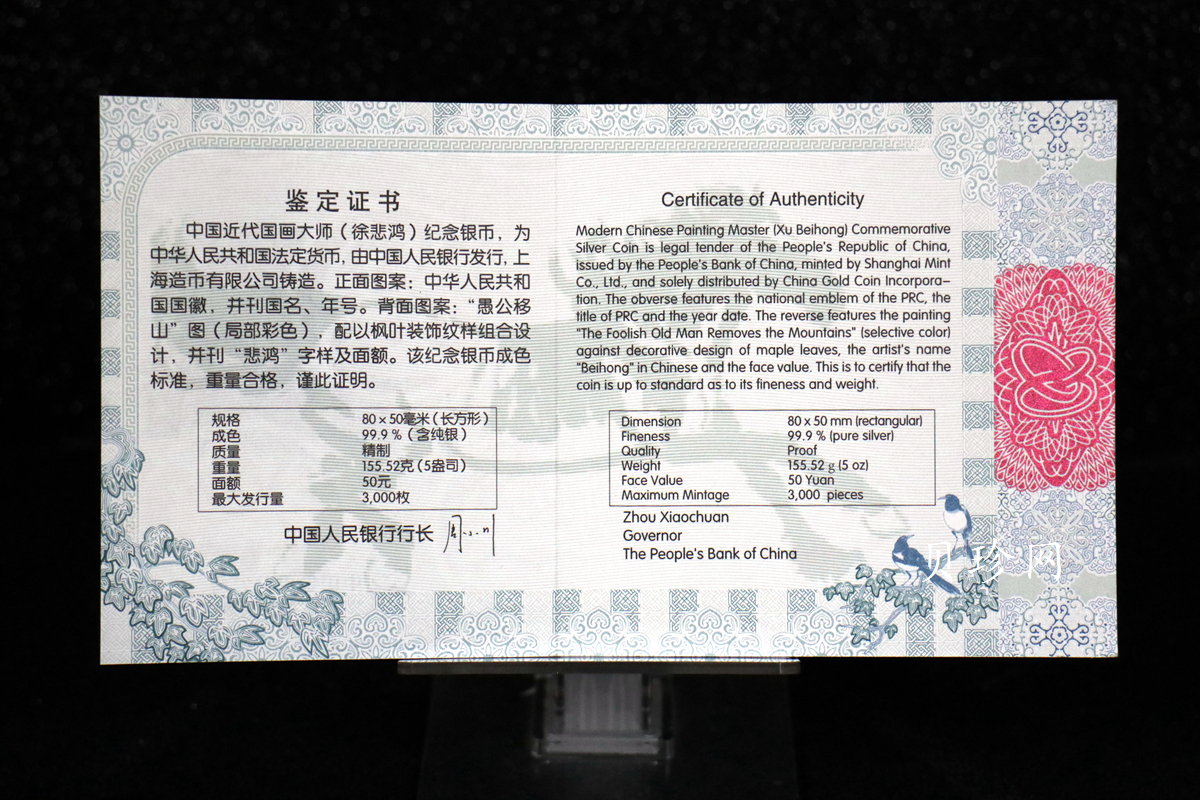 鉴定证书
中国近代国画大师（徐悲鸿）纪念银币，为
中华人民共和国法定货币，由中国人民银行发行，上
海造币有限公司铸造。正面图案：中华人民共和
国国徽，并刊国名、年号。背面图案：“愚公移
山”图（局部彩色），配以枫叶装饰纹样组合设
计，并刊“悲鸿”字样及面额。该纪念银币成色
标准，重量合格，谨此证明。
规格 80×50毫米（长方形）
成色 99.9%（含纯银）
质量 精制
重量 155.52克（5盎司）
面额 50元
最大发行量 3,000枚
中国人民银行行长
Certificate of Authenticity
Modern Chinese Painting Master (Xu Beihong) Commemorative
Silver Coin is legal tender of the People's Republic of China,
issued by the People's Bank of China, minted by Shanghai Mint
Co., Ltd., and solely distributed by China Gold Coin Incorpora-
tion. The obverse features the national emblem of the PRC, the
title of PRC and the year date. The reverse features the painting
"The Foolish Old Man Removes the Mountains" (selective color)
against decorative design of maple leaves, the artist's name
"Beihong" in Chinese and the face value. This is to certify that the
coin is up to standard as to its fineness and weight.
Dimension 80 x 50 mm (rectangular)
Fineness 99.9 % (pure silver)
Quality Proof
Weight 155.52 g (5 oz)
Face Value 50 Yuan
Maximum Mintage 3,000 pieces
Zhou Xiaochuan
Governor
The People's Bank of China
贝珍网